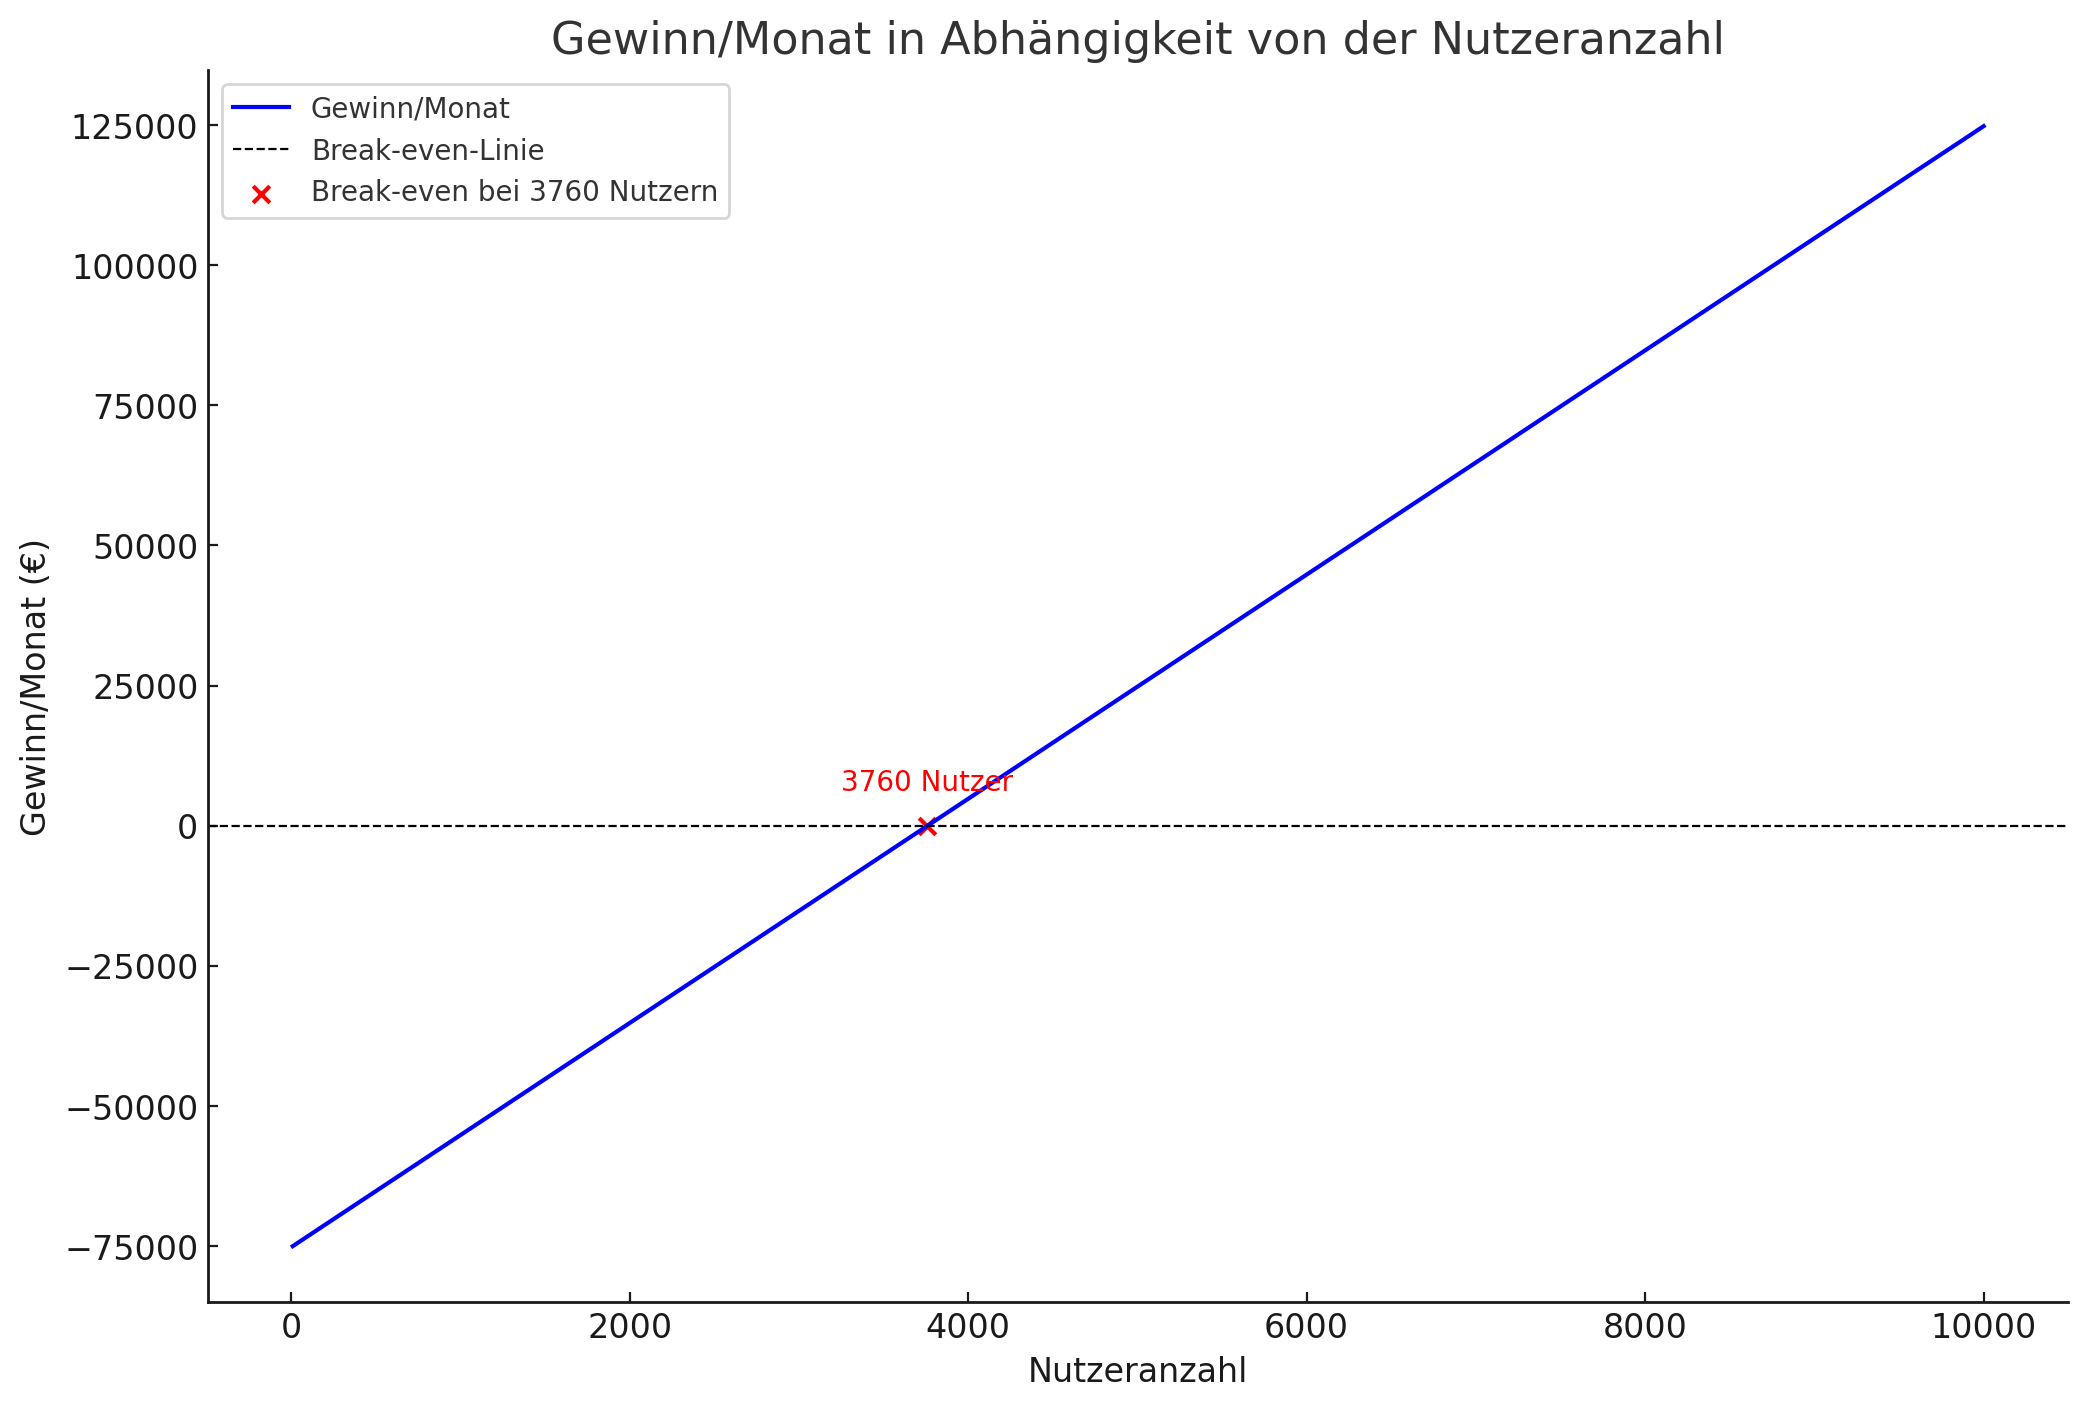 Gewinn/Monat in Abhängigkeit von der Nutzeranzahl
Gewinn/Monat
Break-even-Linie
Break-even bei 3760 Nutzern
125000
100000
75000
50000
25000
0
−25000
−50000
−75000
Gewinn/Monat (€)
3760 Nutzer
0
2000
4000
6000
8000
10000
Nutzeranzahl